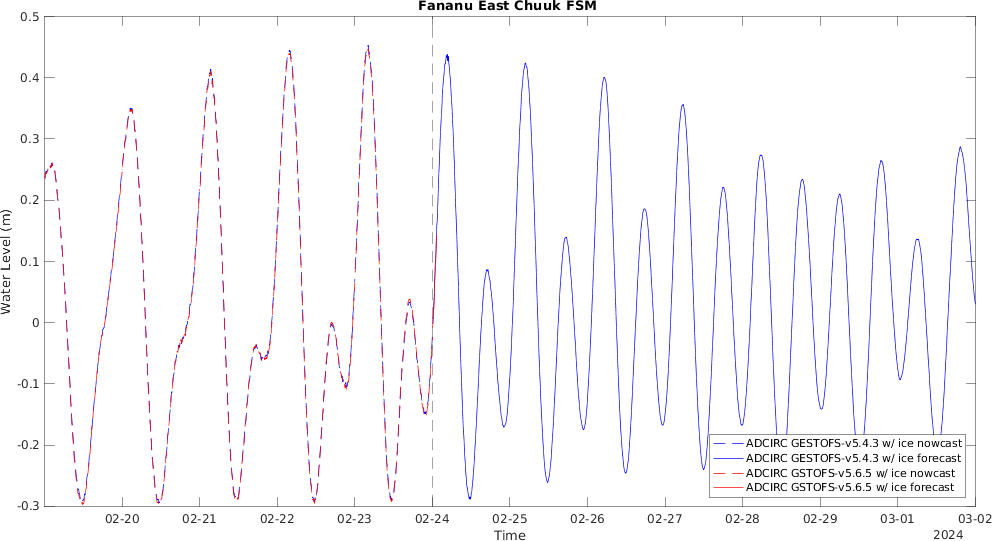 Fananu East Chuuk FSM
0.5
0.4
0.3
0.2
0.1
0
-0.1
-0.2
-0.3
Water Level (m)
ADCIRC GESTOFS-v5.4.3 w/ ice nowcast
ADCIRC GESTOFS-v5.4.3 w/ ice forecast
ADCIRC GSTOFS-v5.6.5 w/ ice nowcast
ADCIRC GSTOFS-v5.6.5 w/ ice forecast
02-20 02-21 02-22 02-23 02-24 02-25 02-26 02-27 02-28 02-29 03-01 03-02
Time
2024